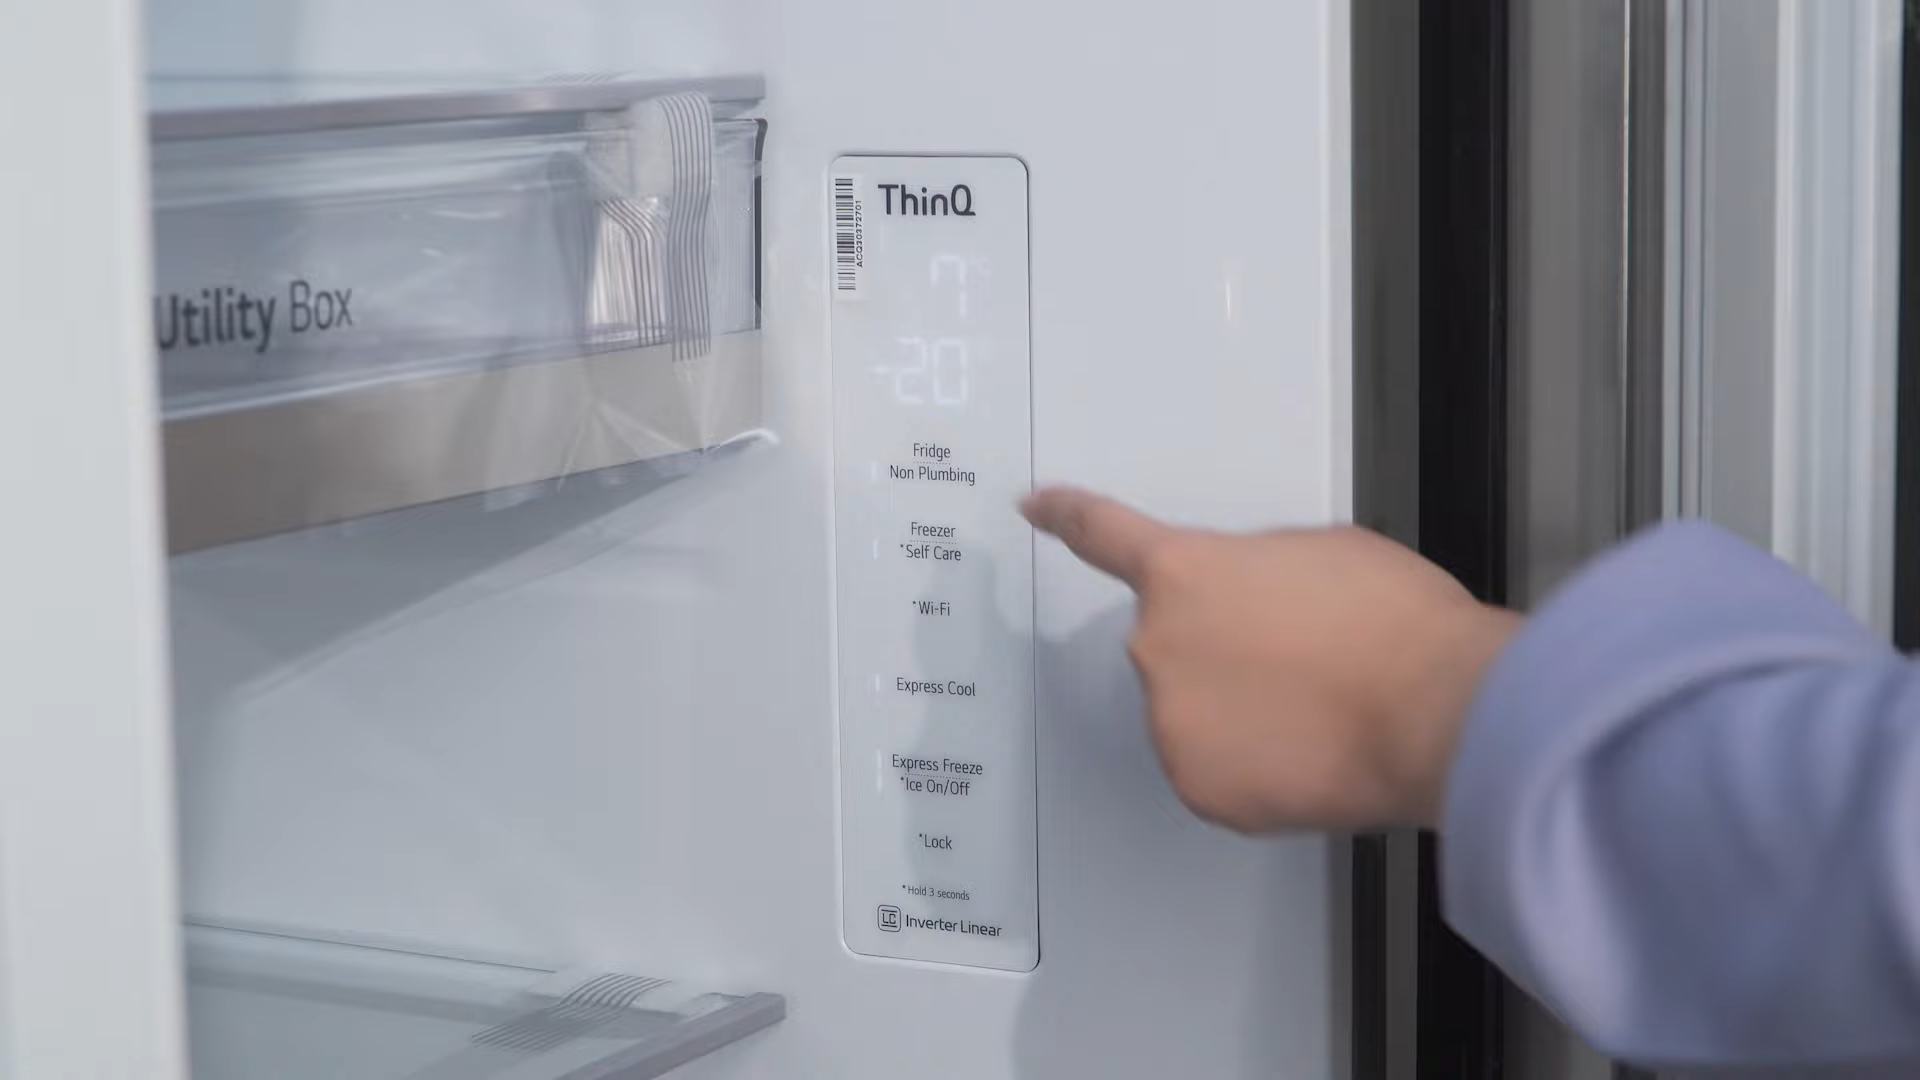 Utility Box
ThinQ
ACQ30372701
7°C
-20
Fridge
Non Plumbing
Freezer
*Self Care
*Wi-Fi
Express Cool
Express Freeze
*Ice On/Off
*Lock
*Hold 3 seconds
LC Inverter Linear